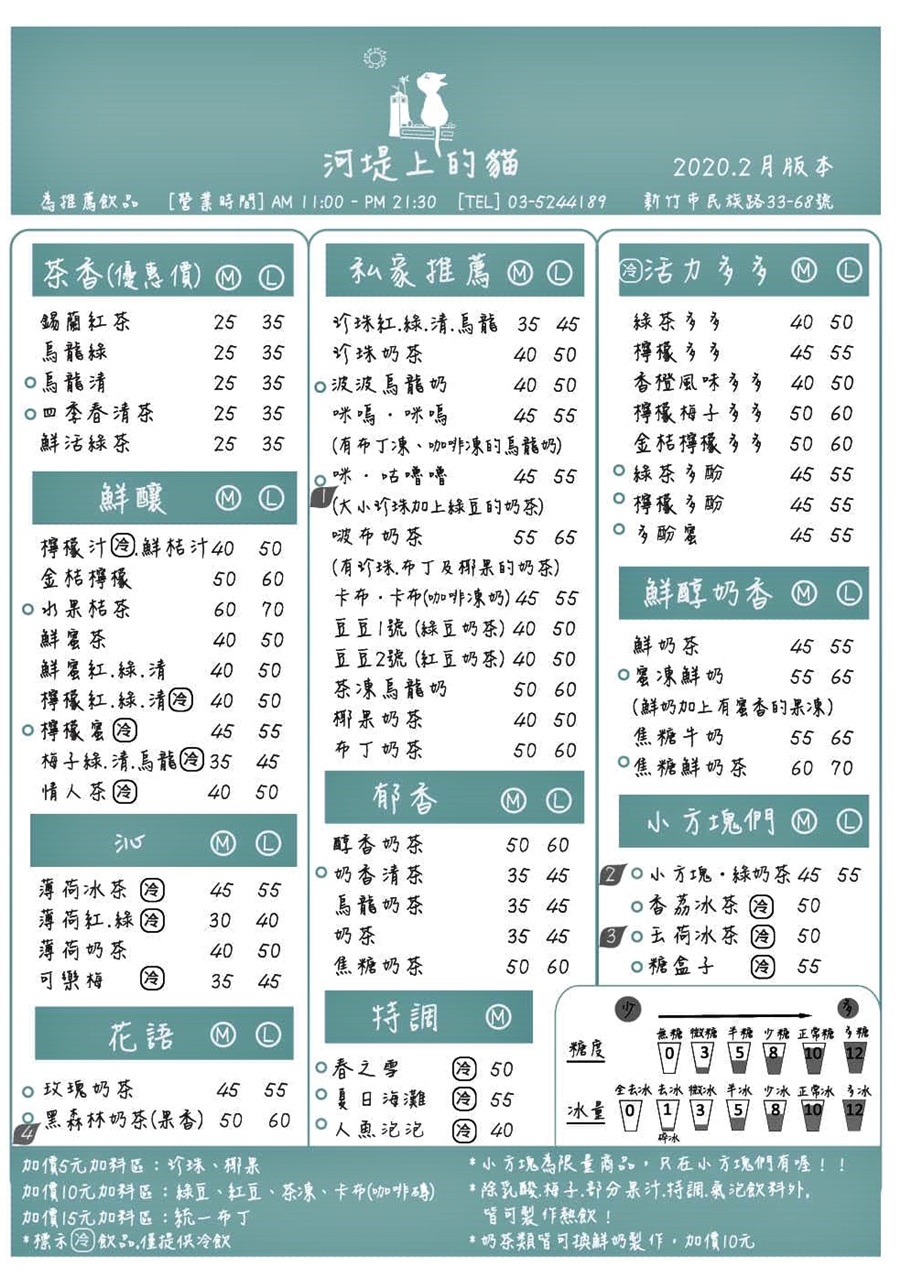 河堤上的貓
2020.2月版本
為推薦飲品 [營業時間] AM 11:00 - PM 21:30 [TEL] 03-5244189 新竹市民族路33-68號
茶香(優惠價) M L
錫蘭紅茶 25 35
烏龍綠 25 35
烏龍清 25 35
四季春清茶 25 35
鮮活綠茶 25 35
鮮釀 M L
檸檬汁冷.鮮桔汁 40 50
金桔檸檬 50 60
水果桔茶 60 70
鮮蜜茶 40 50
鮮蜜紅.綠.清 40 50
檸檬紅.綠.清冷 40 50
檸檬蜜冷 45 55
梅子綠.清.烏龍冷 35 45
情人茶冷 40 50
沁 M L
薄荷冰茶 冷 45 55
薄荷紅.綠冷 30 40
薄荷奶茶 40 50
可樂梅 冷 35 45
花語 M L
玫瑰奶茶 45 55
4 黑森林奶茶(果香) 50 60
私家推薦 M L
珍珠紅.綠.清.烏龍 35 45
珍珠奶茶 40 50
波波烏龍奶 40 50
咪嗚・咪嗚 45 55
(有布丁凍、咖啡凍的烏龍奶)
1 咪・咕嚕嚕 45 55
(大小珍珠加上綠豆的奶茶)
啵布奶茶 55 65
(有珍珠.布丁及椰果的奶茶)
卡布・卡布(咖啡凍奶) 45 55
豆豆1號 (綠豆奶茶) 40 50
豆豆2號 (紅豆奶茶) 40 50
茶凍烏龍奶 50 60
椰果奶茶 40 50
布丁奶茶 50 60
郁香 M L
醇香奶茶 50 60
奶香清茶 35 45
烏龍奶茶 35 45
奶茶 35 45
焦糖奶茶 50 60
特調 M
春之雪 冷 50
夏日海灘 冷 55
人魚泡泡 冷 40
冷活力多多 M L
綠茶多多 40 50
檸檬多多 45 55
香橙風味多多 40 50
檸檬梅子多多 50 60
金桔檸檬多多 50 60
綠茶多酚 45 55
檸檬多酚 45 55
多酚蜜 45 55
鮮醇奶香 M L
鮮奶茶 45 55
蜜凍鮮奶 55 65
(鮮奶加上有蜜香的果凍)
焦糖牛奶 55 65
焦糖鮮奶茶 60 70
小方塊們 M L
2 小方塊・綠奶茶 45 55
香荔冰茶 冷 50
3 玉荷冰茶 冷 50
糖盒子 冷 55
少 多
無糖 微糖 半糖 少糖 正常糖 多糖
糖度 0 3 5 8 10 12
全去冰 去冰 微冰 半冰 少冰 正常冰 多冰
冰量 0 1 3 5 8 10 12
碎冰
加價5元加料區：珍珠、椰果
加價10元加料區：綠豆、紅豆、茶凍、卡布(咖啡磚)
加價15元加料區：統一布丁
*標示冷飲品,僅提供冷飲
*小方塊為限量商品，只在小方塊們有喔！！
*除乳酸.梅子.部分果汁.特調.氣泡飲料外,
皆可製作熱飲！
*奶茶類皆可換鮮奶製作，加價10元